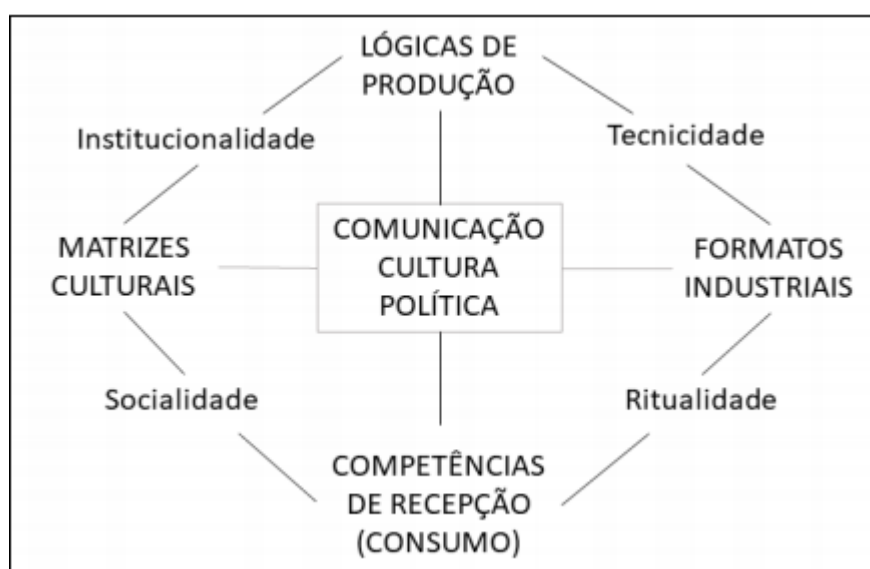 LÓGICAS DE
PRODUÇÃO
Institucionalidade
Tecnicidade
MATRIZES
CULTURAIS
COMUNICAÇÃO
CULTURA
POLÍTICA
FORMATOS
INDUSTRIAIS
Socialidade
Ritualidade
COMPETÊNCIAS
DE RECEPÇÃO
(CONSUMO)